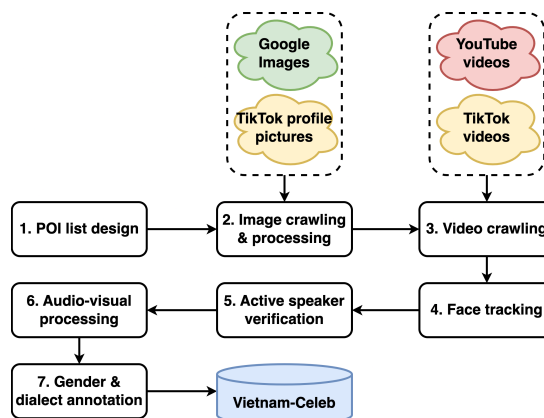 Google
Images
TikTok profile
pictures
YouTube
videos
TikTok
videos
1. POI list design
2. Image crawling
& processing
3. Video crawling
4. Face tracking
5. Active speaker
verification
6. Audio-visual
processing
7. Gender &
dialect annotation
Vietnam-Celeb